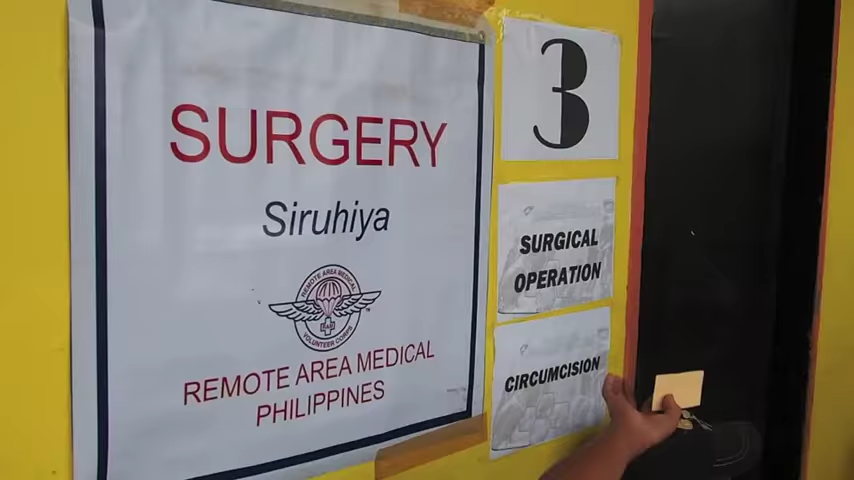 SURGERY
Siruhiya
REMOTE AREA MEDICAL
VOLUNTEER CORPS
REMOTE AREA MEDICAL
PHILIPPINES
3
SURGICAL
OPERATION
CIRCUMCISION